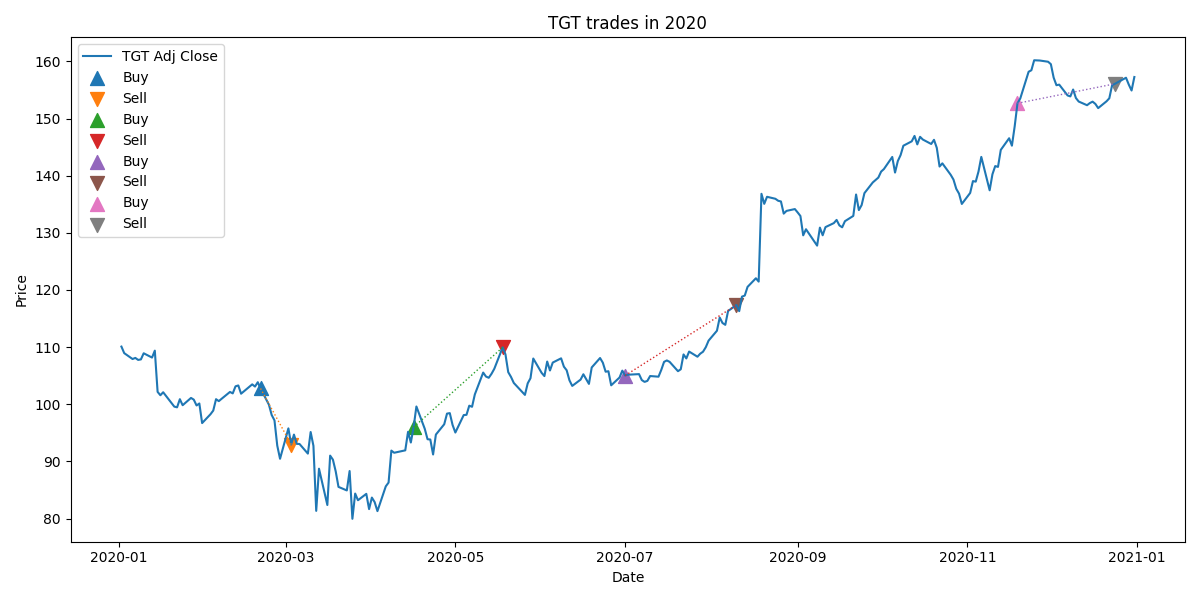 TGT trades in 2020
TGT Adj Close
Buy
Sell
Buy
Sell
Buy
Sell
Buy
Sell
160
150
140
130
120
110
100
90
80
Price
2020-01 2020-03 2020-05 2020-07 2020-09 2020-11 2021-01
Date